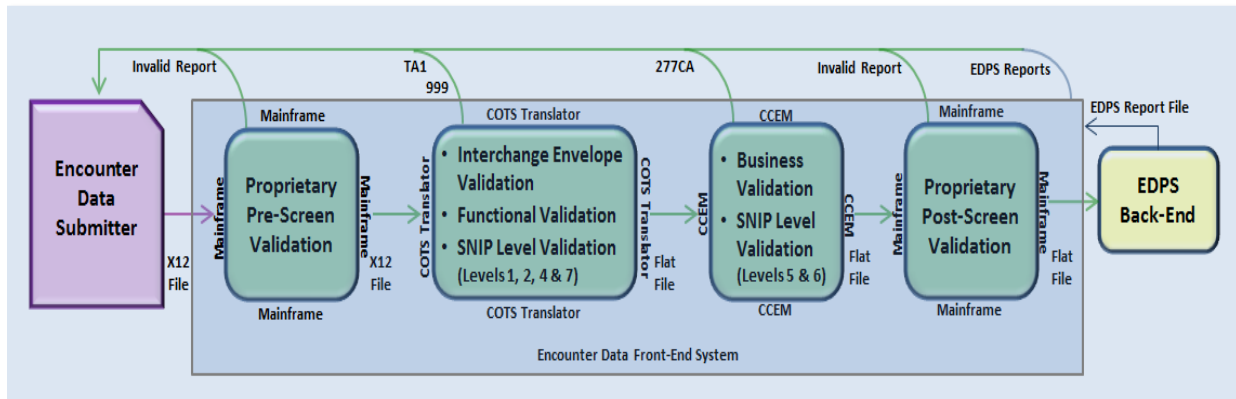 Invalid Report
TA1
999
277CA
Invalid Report
EDPS Reports
EDPS Report File
Encounter
Data
Submitter
X12
File
Mainframe
Mainframe
Proprietary
Pre-Screen
Validation
Mainframe
Mainframe
X12
File
COTS Translator
COTS Translator
• Interchange Envelope
Validation
• Functional Validation
• SNIP Level Validation
(Levels 1, 2, 4 & 7)
COTS Translator
COTS Translator
Flat
File
CCEM
CCEM
• Business
Validation
• SNIP Level
Validation
(Levels 5 & 6)
CCEM
CCEM
Flat
File
Mainframe
Mainframe
Proprietary
Post-Screen
Validation
Mainframe
Mainframe
Flat
File
EDPS
Back-End
Encounter Data Front-End System